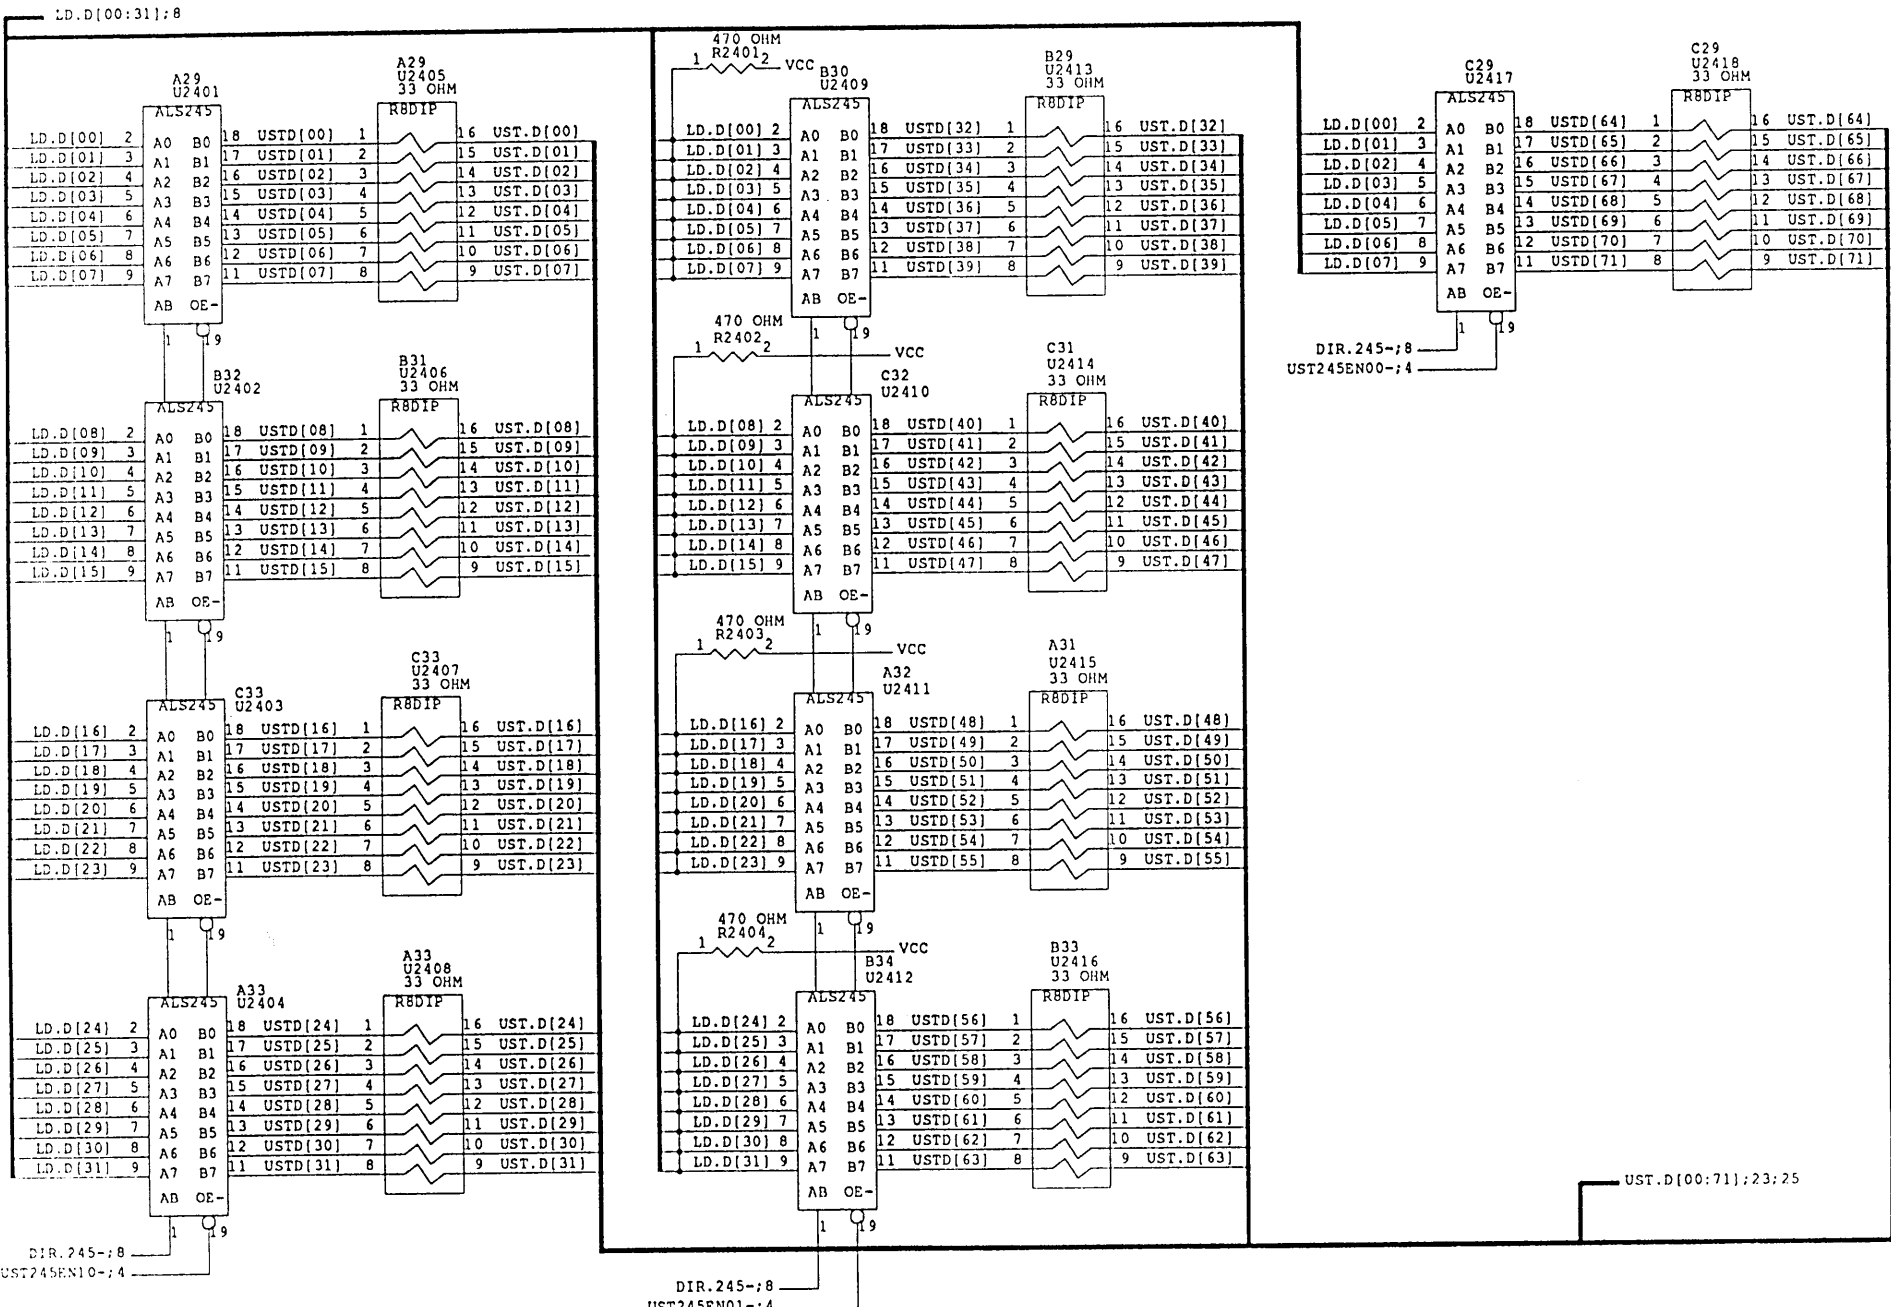 LD.D[00:31];8
A29
U2401
ALS245
LD.D[00] 2 A0 B0 18 USTD[00] 1
LD.D[01] 3 A1 B1 17 USTD[01] 2
LD.D[02] 4 A2 B2 16 USTD[02] 3
LD.D[03] 5 A3 B3 15 USTD[03] 4
LD.D[04] 6 A4 B4 14 USTD[04] 5
LD.D[05] 7 A5 B5 13 USTD[05] 6
LD.D[06] 8 A6 B6 12 USTD[06] 7
LD.D[07] 9 A7 B7 11 USTD[07] 8
AB OE-
1 19
A29
U2405
33 OHM
R8DIP
16 UST.D[00]
15 UST.D[01]
14 UST.D[02]
13 UST.D[03]
12 UST.D[04]
11 UST.D[05]
10 UST.D[06]
9 UST.D[07]
B32
U2402
ALS245
LD.D[08] 2 A0 B0 18 USTD[08] 1
LD.D[09] 3 A1 B1 17 USTD[09] 2
LD.D[10] 4 A2 B2 16 USTD[10] 3
LD.D[11] 5 A3 B3 15 USTD[11] 4
LD.D[12] 6 A4 B4 14 USTD[12] 5
LD.D[13] 7 A5 B5 13 USTD[13] 6
LD.D[14] 8 A6 B6 12 USTD[14] 7
LD.D[15] 9 A7 B7 11 USTD[15] 8
AB OE-
1 19
B31
U2406
33 OHM
R8DIP
16 UST.D[08]
15 UST.D[09]
14 UST.D[10]
13 UST.D[11]
12 UST.D[12]
11 UST.D[13]
10 UST.D[14]
9 UST.D[15]
C33
U2403
ALS245
LD.D[16] 2 A0 B0 18 USTD[16] 1
LD.D[17] 3 A1 B1 17 USTD[17] 2
LD.D[18] 4 A2 B2 16 USTD[18] 3
LD.D[19] 5 A3 B3 15 USTD[19] 4
LD.D[20] 6 A4 B4 14 USTD[20] 5
LD.D[21] 7 A5 B5 13 USTD[21] 6
LD.D[22] 8 A6 B6 12 USTD[22] 7
LD.D[23] 9 A7 B7 11 USTD[23] 8
AB OE-
1 19
C33
U2407
33 OHM
R8DIP
16 UST.D[16]
15 UST.D[17]
14 UST.D[18]
13 UST.D[19]
12 UST.D[20]
11 UST.D[21]
10 UST.D[22]
9 UST.D[23]
A33
U2404
ALS245
LD.D[24] 2 A0 B0 18 USTD[24] 1
LD.D[25] 3 A1 B1 17 USTD[25] 2
LD.D[26] 4 A2 B2 16 USTD[26] 3
LD.D[27] 5 A3 B3 15 USTD[27] 4
LD.D[28] 6 A4 B4 14 USTD[28] 5
LD.D[29] 7 A5 B5 13 USTD[29] 6
LD.D[30] 8 A6 B6 12 USTD[30] 7
LD.D[31] 9 A7 B7 11 USTD[31] 8
AB OE-
1 19
A33
U2408
33 OHM
R8DIP
16 UST.D[24]
15 UST.D[25]
14 UST.D[26]
13 UST.D[27]
12 UST.D[28]
11 UST.D[29]
10 UST.D[30]
9 UST.D[31]
DIR.245-;8
UST245EN10-;4
470 OHM
R2401
1 2 VCC
B30
U2409
ALS245
LD.D[00] 2 A0 B0 18 USTD[32] 1
LD.D[01] 3 A1 B1 17 USTD[33] 2
LD.D[02] 4 A2 B2 16 USTD[34] 3
LD.D[03] 5 A3 B3 15 USTD[35] 4
LD.D[04] 6 A4 B4 14 USTD[36] 5
LD.D[05] 7 A5 B5 13 USTD[37] 6
LD.D[06] 8 A6 B6 12 USTD[38] 7
LD.D[07] 9 A7 B7 11 USTD[39] 8
AB OE-
1 19
B29
U2413
33 OHM
R8DIP
16 UST.D[32]
15 UST.D[33]
14 UST.D[34]
13 UST.D[35]
12 UST.D[36]
11 UST.D[37]
10 UST.D[38]
9 UST.D[39]
470 OHM
R2402
1 2 VCC
C32
U2410
ALS245
LD.D[08] 2 A0 B0 18 USTD[40] 1
LD.D[09] 3 A1 B1 17 USTD[41] 2
LD.D[10] 4 A2 B2 16 USTD[42] 3
LD.D[11] 5 A3 B3 15 USTD[43] 4
LD.D[12] 6 A4 B4 14 USTD[44] 5
LD.D[13] 7 A5 B5 13 USTD[45] 6
LD.D[14] 8 A6 B6 12 USTD[46] 7
LD.D[15] 9 A7 B7 11 USTD[47] 8
AB OE-
1 19
C31
U2414
33 OHM
R8DIP
16 UST.D[40]
15 UST.D[41]
14 UST.D[42]
13 UST.D[43]
12 UST.D[44]
11 UST.D[45]
10 UST.D[46]
9 UST.D[47]
470 OHM
R2403
1 2 VCC
A32
U2411
ALS245
LD.D[16] 2 A0 B0 18 USTD[48] 1
LD.D[17] 3 A1 B1 17 USTD[49] 2
LD.D[18] 4 A2 B2 16 USTD[50] 3
LD.D[19] 5 A3 B3 15 USTD[51] 4
LD.D[20] 6 A4 B4 14 USTD[52] 5
LD.D[21] 7 A5 B5 13 USTD[53] 6
LD.D[22] 8 A6 B6 12 USTD[54] 7
LD.D[23] 9 A7 B7 11 USTD[55] 8
AB OE-
1 19
A31
U2415
33 OHM
R8DIP
16 UST.D[48]
15 UST.D[49]
14 UST.D[50]
13 UST.D[51]
12 UST.D[52]
11 UST.D[53]
10 UST.D[54]
9 UST.D[55]
470 OHM
R2404
1 2 VCC
B34
U2412
ALS245
LD.D[24] 2 A0 B0 18 USTD[56] 1
LD.D[25] 3 A1 B1 17 USTD[57] 2
LD.D[26] 4 A2 B2 16 USTD[58] 3
LD.D[27] 5 A3 B3 15 USTD[59] 4
LD.D[28] 6 A4 B4 14 USTD[60] 5
LD.D[29] 7 A5 B5 13 USTD[61] 6
LD.D[30] 8 A6 B6 12 USTD[62] 7
LD.D[31] 9 A7 B7 11 USTD[63] 8
AB OE-
1 19
B33
U2416
33 OHM
R8DIP
16 UST.D[56]
15 UST.D[57]
14 UST.D[58]
13 UST.D[59]
12 UST.D[60]
11 UST.D[61]
10 UST.D[62]
9 UST.D[63]
DIR.245-;8
UST245EN01-;4
C29
U2417
ALS245
LD.D[00] 2 A0 B0 18 USTD[64] 1
LD.D[01] 3 A1 B1 17 USTD[65] 2
LD.D[02] 4 A2 B2 16 USTD[66] 3
LD.D[03] 5 A3 B3 15 USTD[67] 4
LD.D[04] 6 A4 B4 14 USTD[68] 5
LD.D[05] 7 A5 B5 13 USTD[69] 6
LD.D[06] 8 A6 B6 12 USTD[70] 7
LD.D[07] 9 A7 B7 11 USTD[71] 8
AB OE-
1 19
C29
U2418
33 OHM
R8DIP
16 UST.D[64]
15 UST.D[65]
14 UST.D[66]
13 UST.D[67]
12 UST.D[68]
11 UST.D[69]
10 UST.D[70]
9 UST.D[71]
DIR.245-;8
UST245EN00-;4
UST.D[00:71];23;25